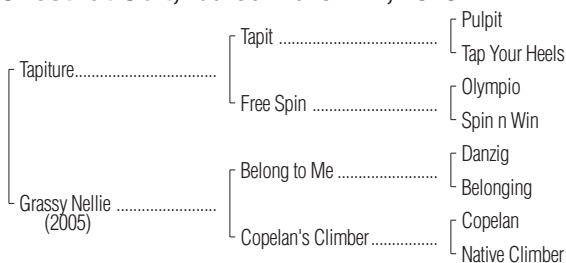 Pulpit
Tapit ........................................
Tap Your Heels
Tapiture....................................
Olympio
Free Spin ................................
Spin n Win
Danzig
Belong to Me ..........................
Belonging
Grassy Nellie .........................
(2005)
Copelan
Copelan's Climber.................
Native Climber